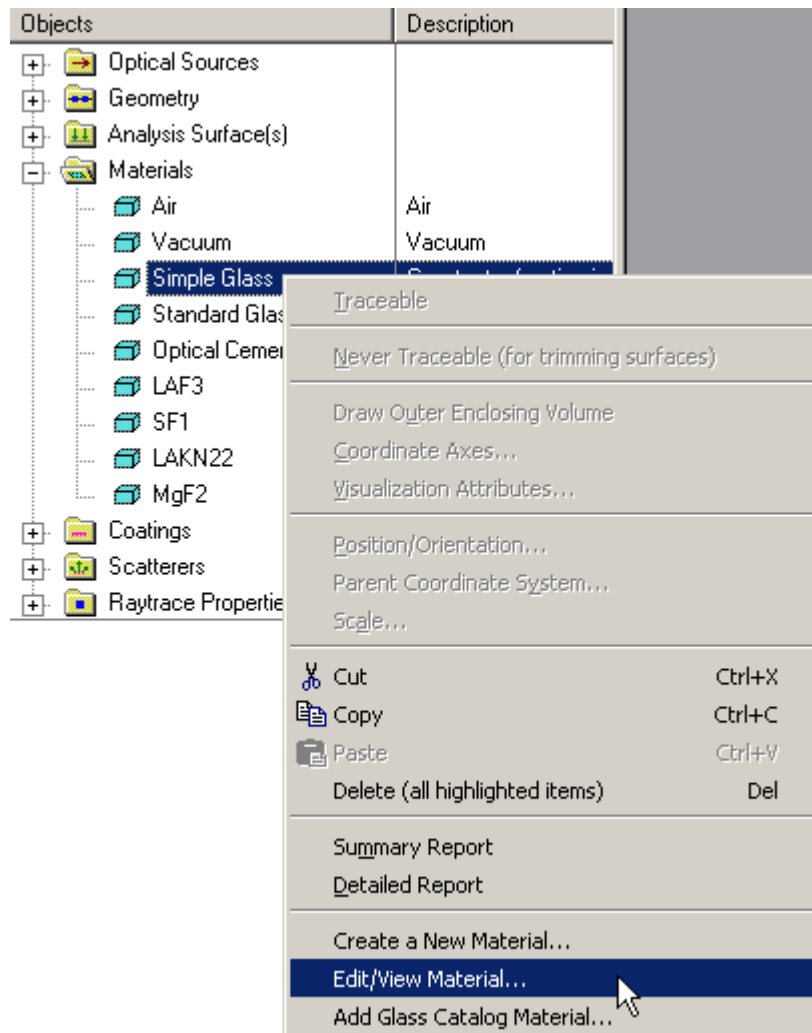 Objects Description
Optical Sources
Geometry
Analysis Surface(s)
Materials
Air Air
Vacuum Vacuum
Simple Glass
Traceable
Standard Glas
Never Traceable (for trimming surfaces)
Optical Cemer
LAF3
Draw Outer Enclosing Volume
SF1
Coordinate Axes...
LAKN22
Visualization Attributes...
MgF2
Coatings
Position/Orientation...
Scatterers
Parent Coordinate System...
Raytrace Propertie
Scale...
Cut Ctrl+X
Copy Ctrl+C
Paste Ctrl+V
Delete (all highlighted items) Del
Summary Report
Detailed Report
Create a New Material...
Edit/View Material...
Add Glass Catalog Material...